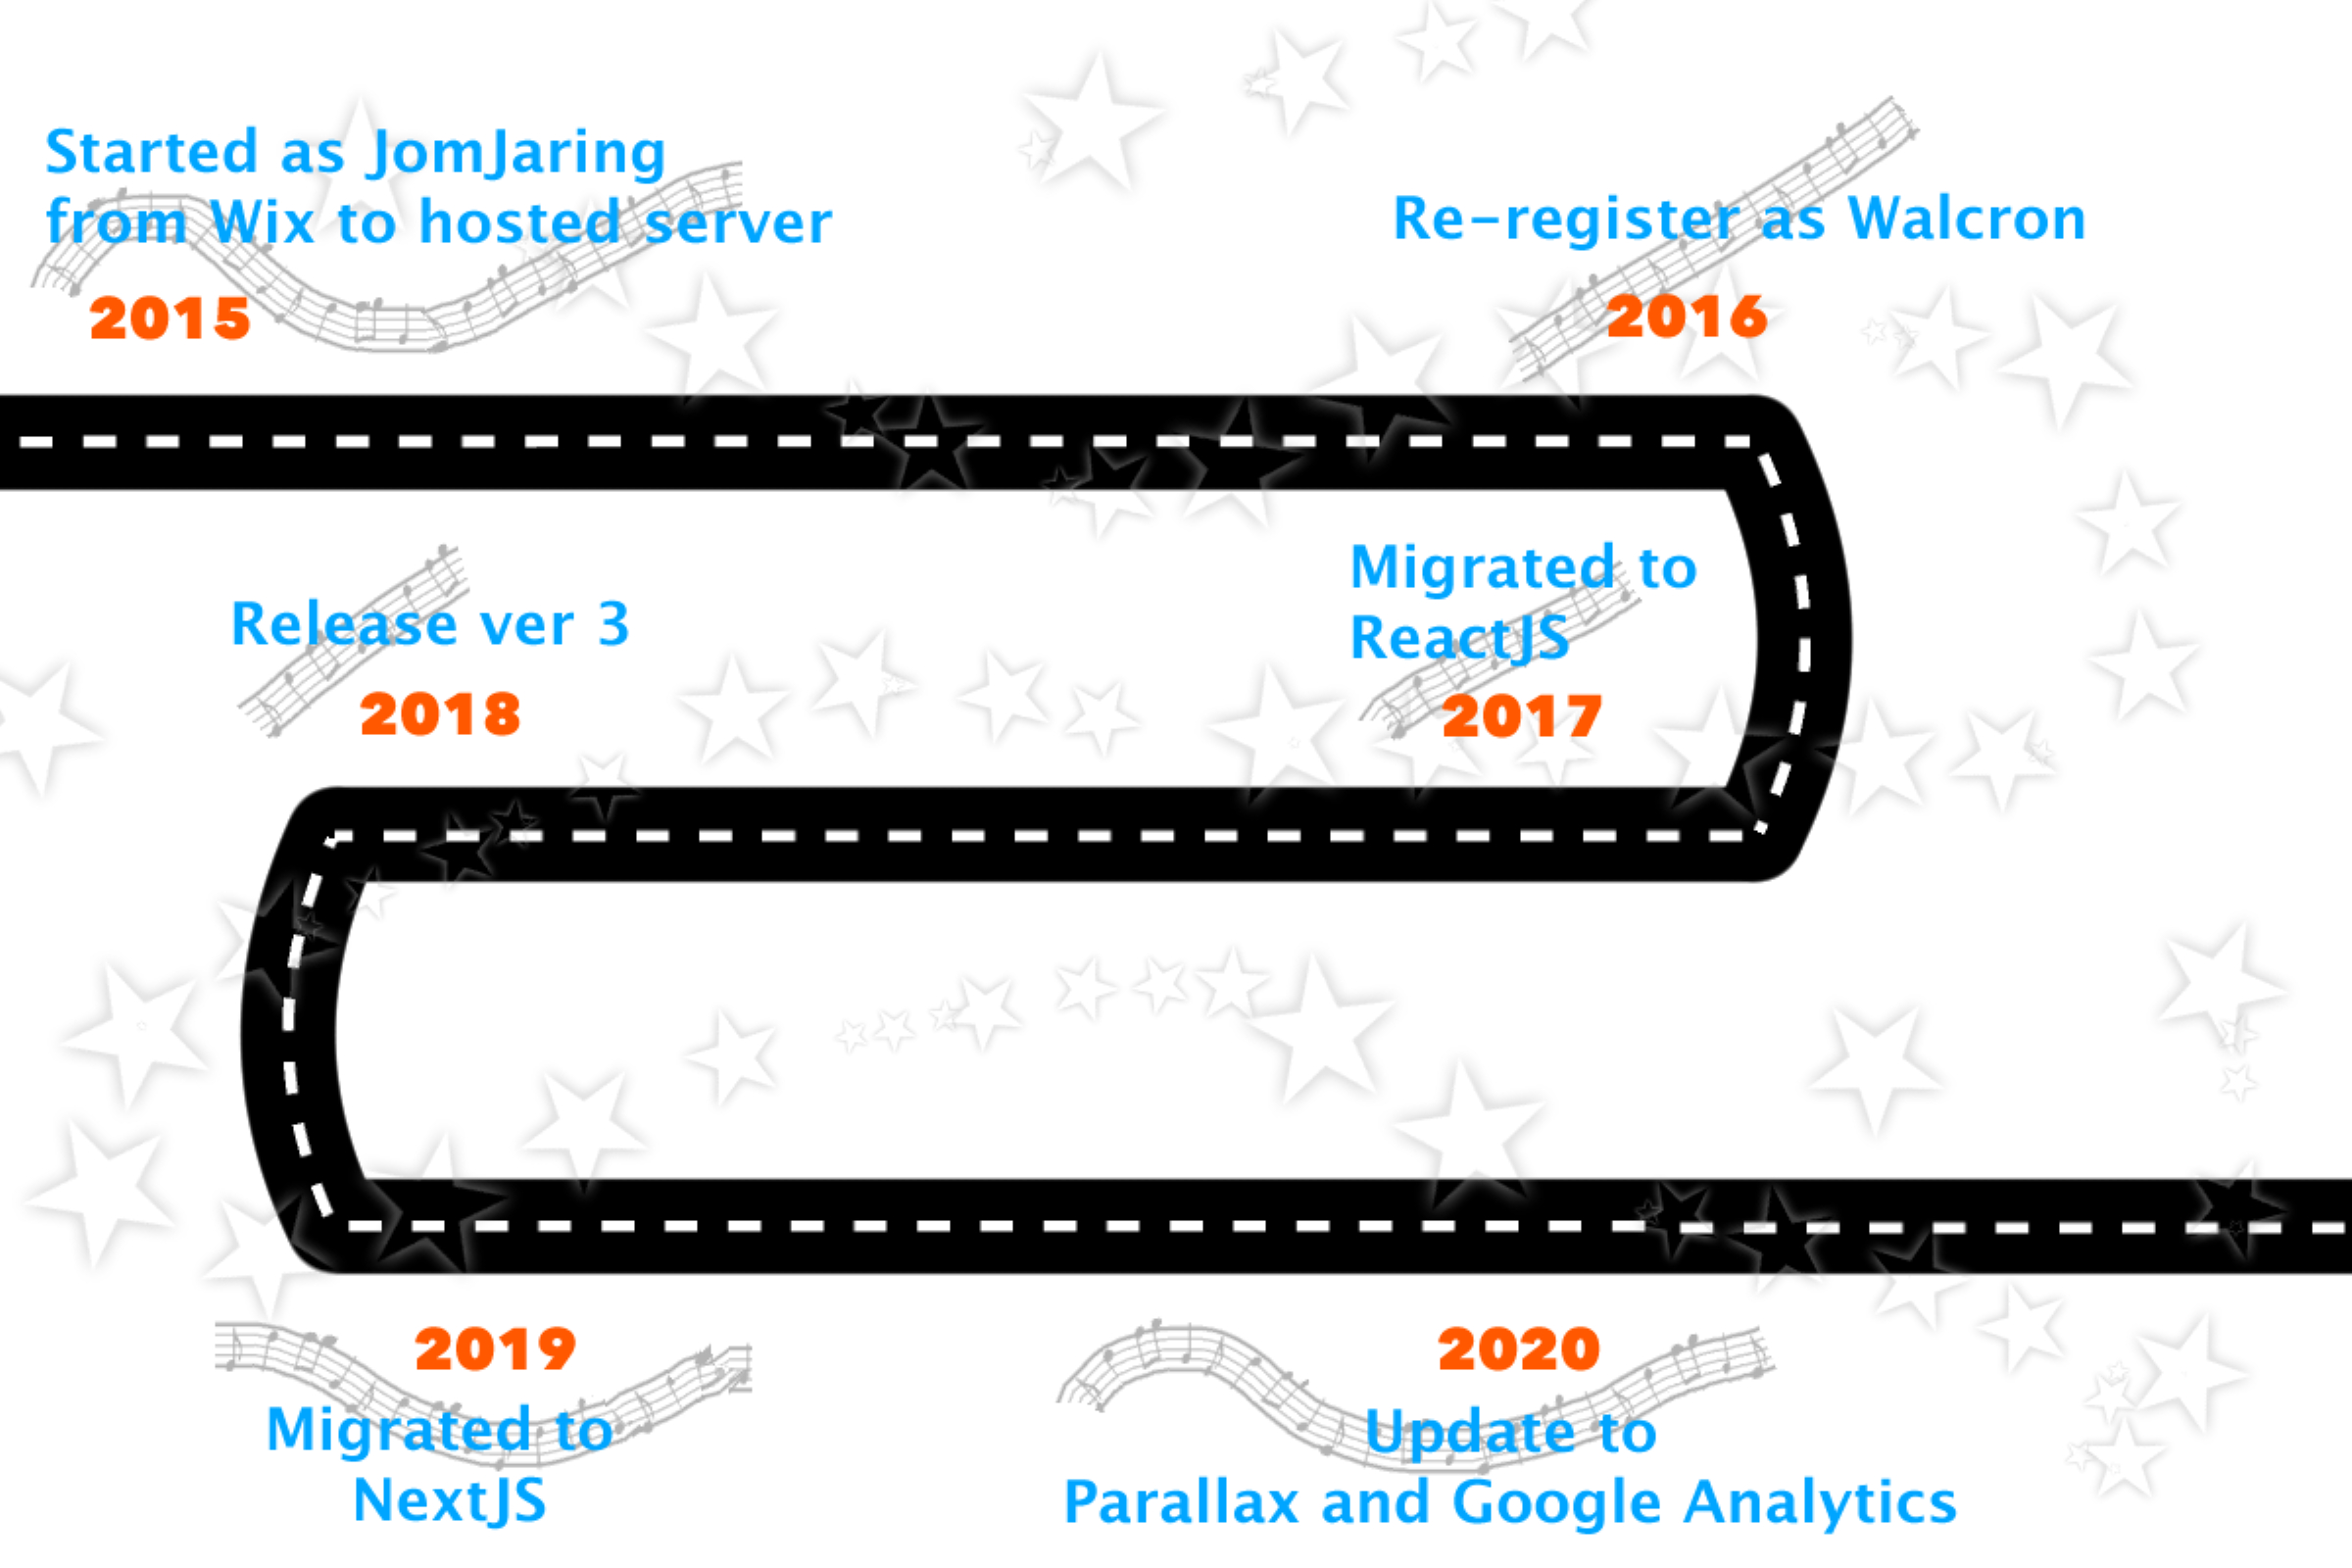 Started as JomJaring
from Wix to hosted server
2015
Re-register as Walcron
2016
Migrated to
ReactJS
2017
Release ver 3
2018
2019
Migrated to
NextJS
2020
Update to
Parallax and Google Analytics